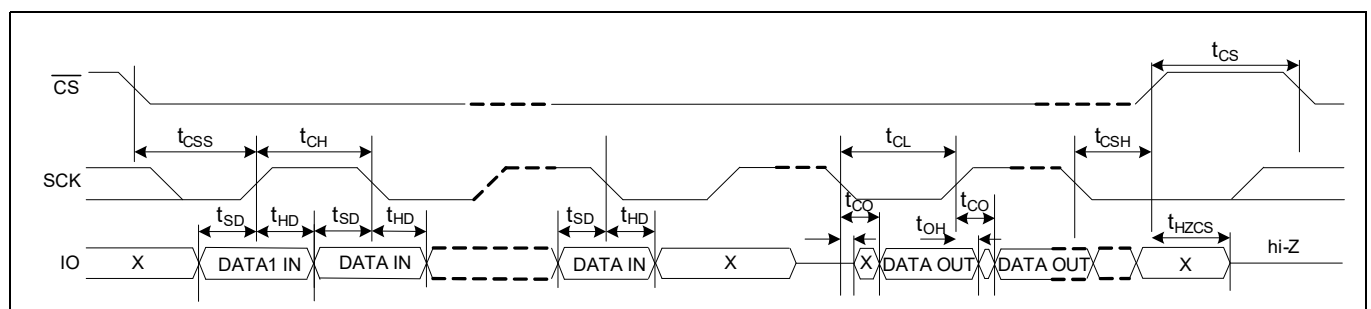 CS
tCS
tCSS tCH tCL tCSH
SCK
tSD tHD tSD tHD tSD tHD tCO tOH tCO tHZCS
IO X DATA1 IN DATA IN DATA IN X X DATA OUT DATA OUT X hi-Z